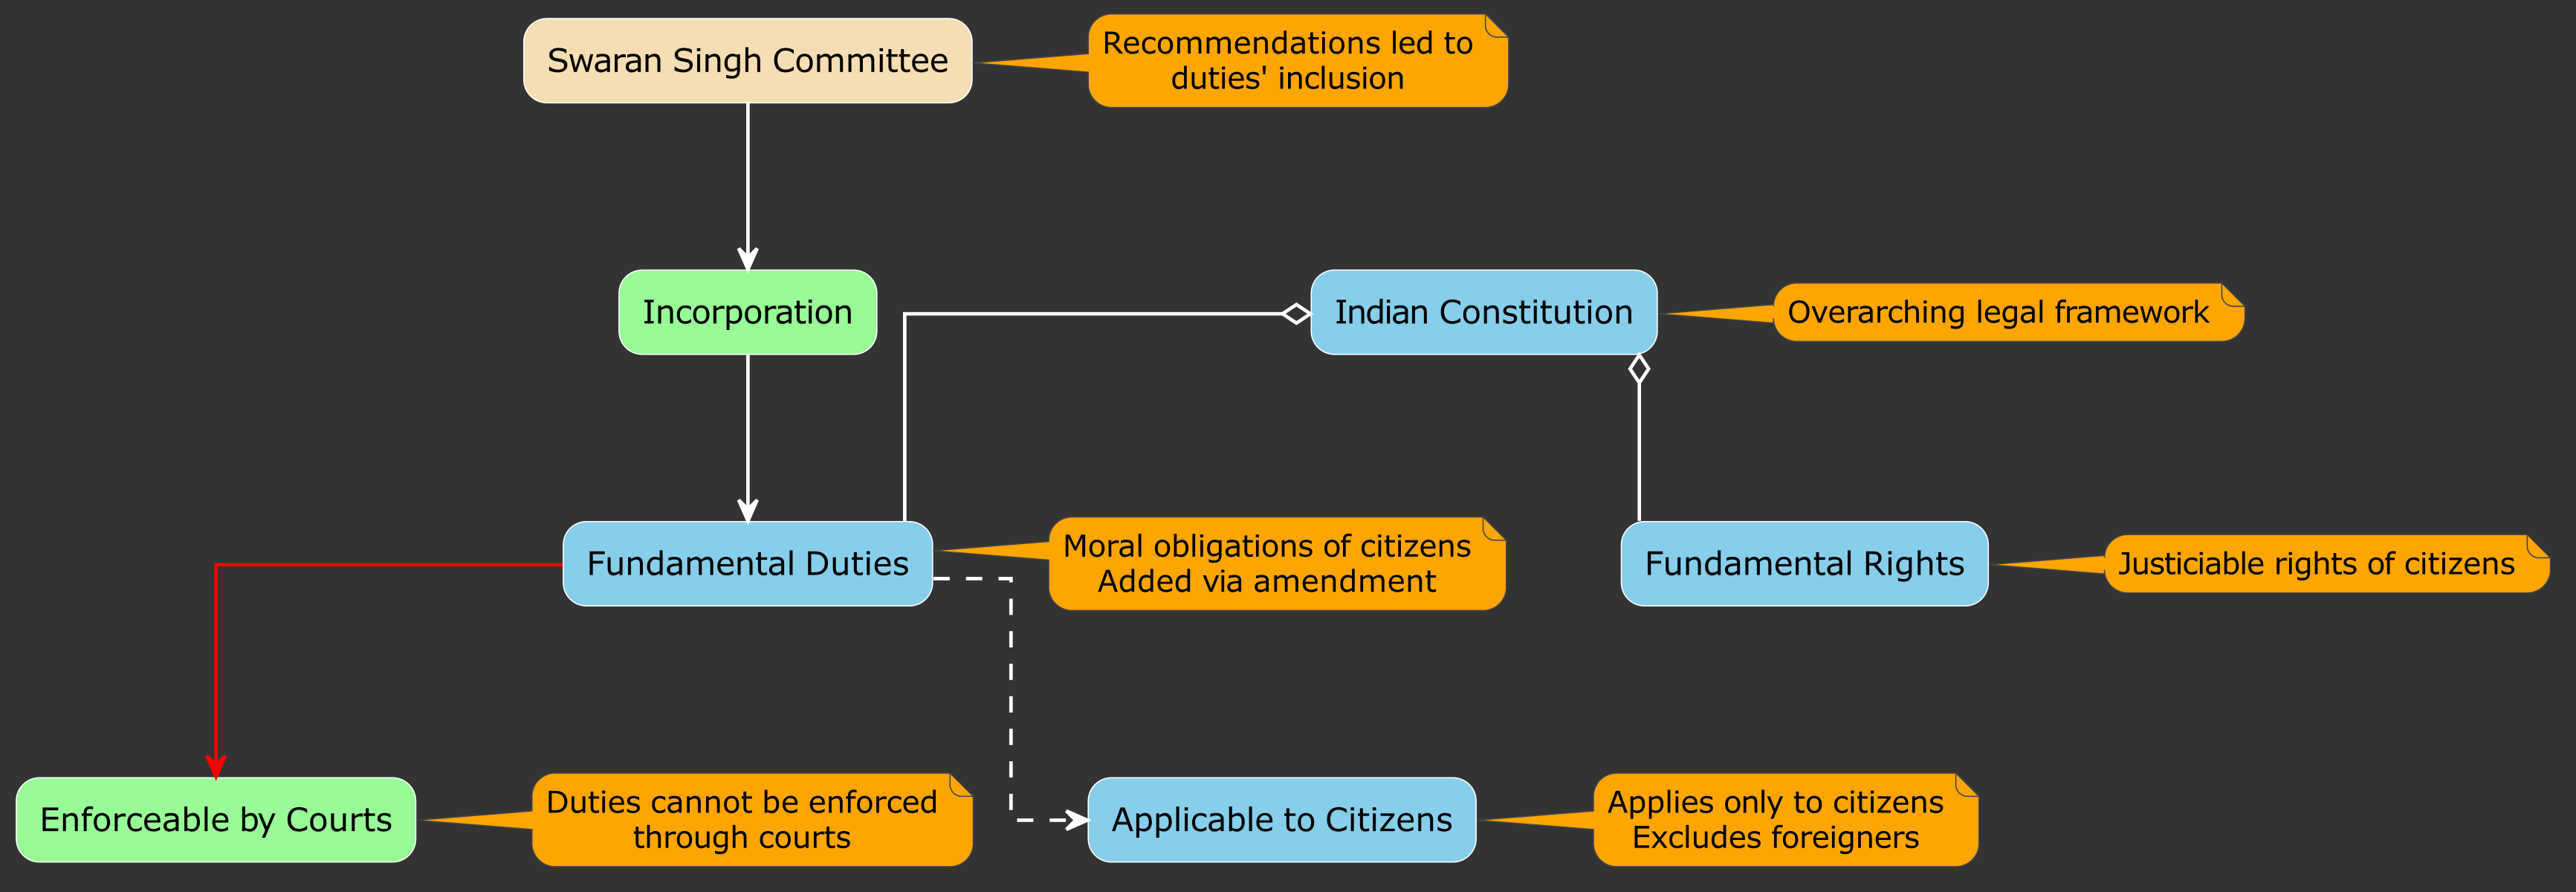 Swaran Singh Committee
Recommendations led to
duties' inclusion
Incorporation
Indian Constitution
Overarching legal framework
Fundamental Duties
Moral obligations of citizens
Added via amendment
Fundamental Rights
Justiciable rights of citizens
Enforceable by Courts
Duties cannot be enforced
through courts
Applicable to Citizens
Applies only to citizens
Excludes foreigners